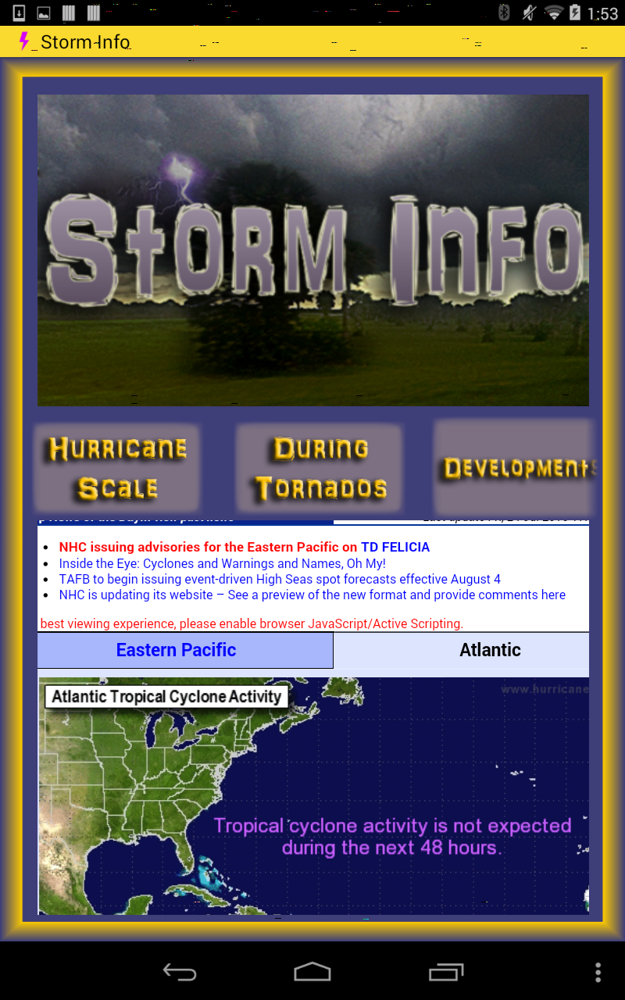 1:53
Storm-Info
STORM INFO
HURRICANE
SCALE
DURING
TORNADOS
DEVELOPMENTS
NHC issuing advisories for the Eastern Pacific on TD FELICIA
Inside the Eye: Cyclones and Warnings and Names, Oh My!
TAFB to begin issuing event-driven High Seas spot forecasts effective August 4
NHC is updating its website – See a preview of the new format and provide comments here
best viewing experience, please enable browser JavaScript/Active Scripting.
Eastern Pacific
Atlantic
Atlantic Tropical Cyclone Activity
www.hurricane
Tropical cyclone activity is not expected
during the next 48 hours.